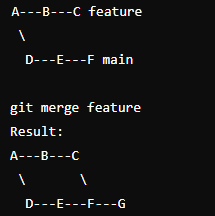 A---B---C feature
 \
  D---E---F main

git merge feature
Result:
A---B---C
 \       \
  D---E---F---G